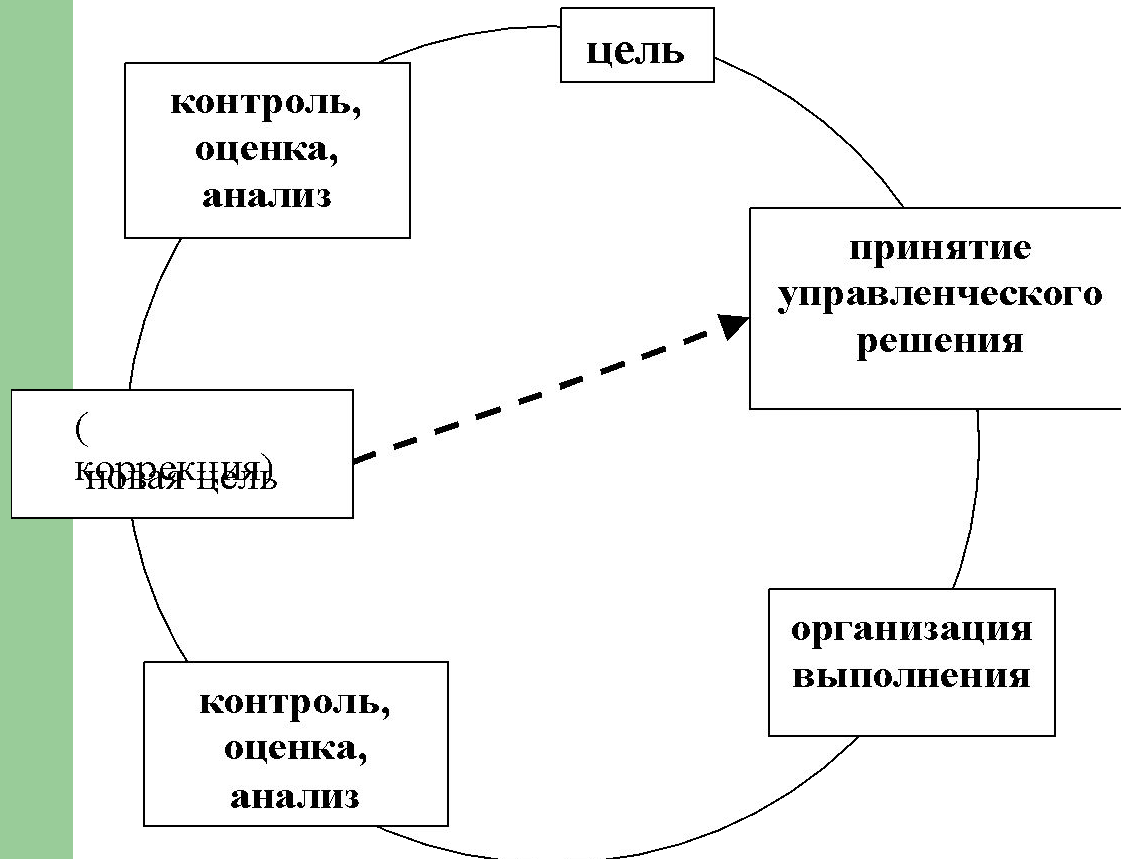 цель
контроль,
оценка,
анализ
принятие
управленческого
решения
(
коррекция)
новая цель
организация
выполнения
контроль,
оценка,
анализ